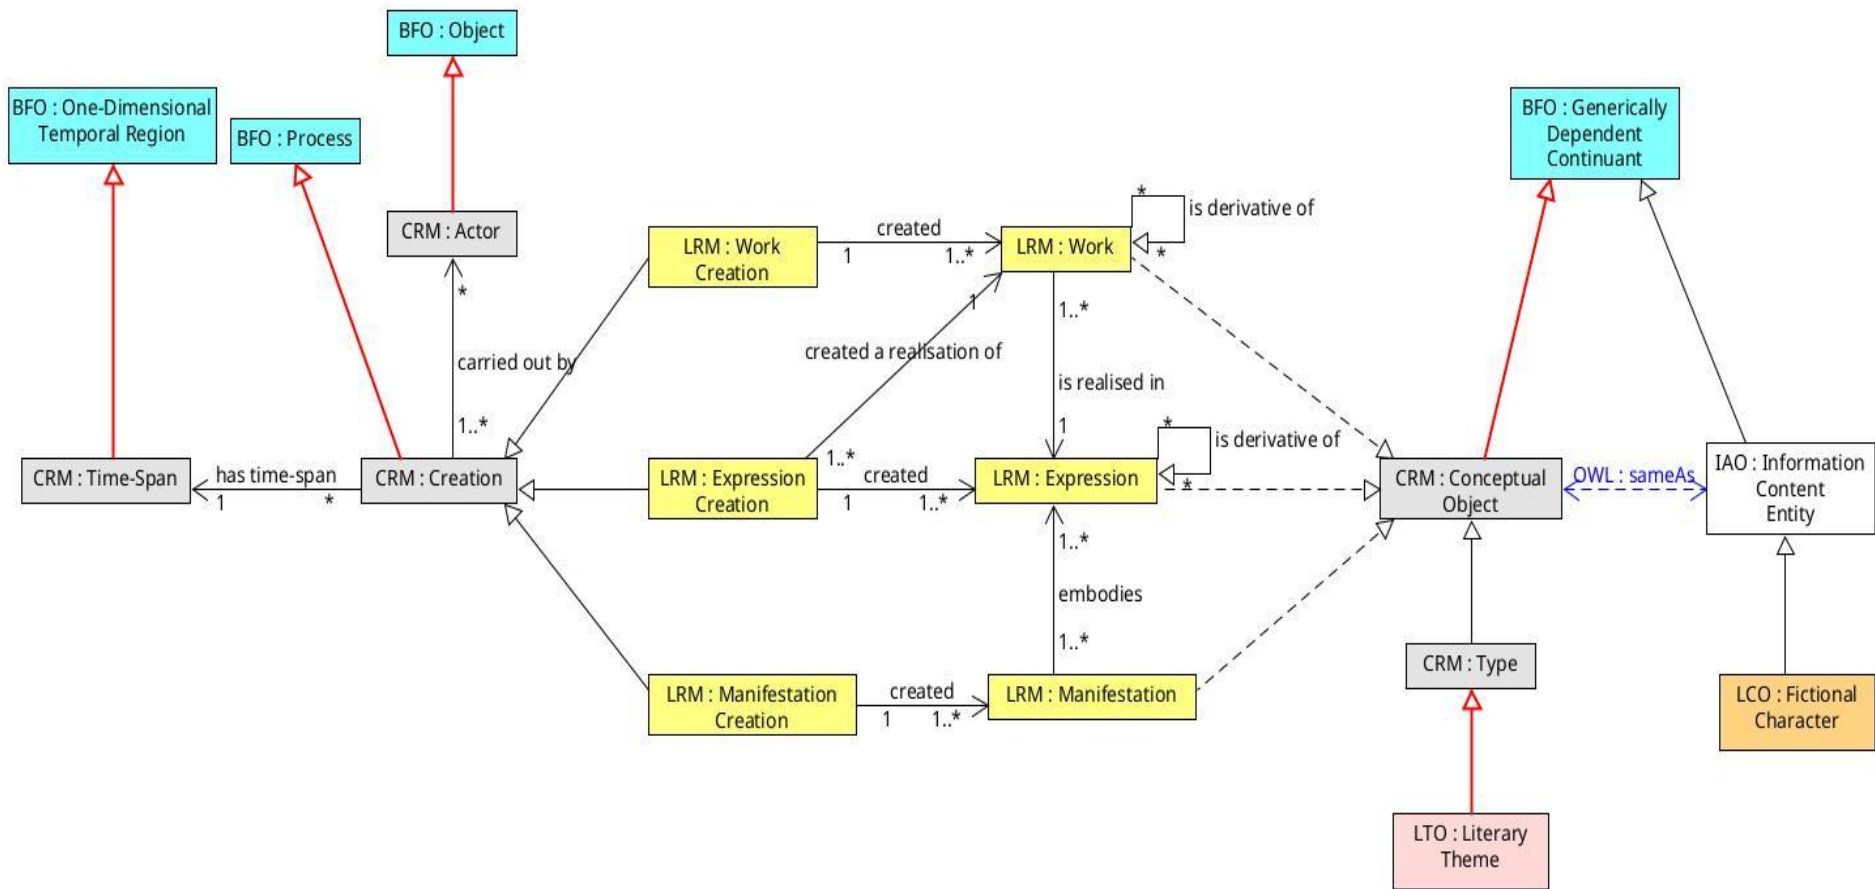 BFO : Object
BFO : One-Dimensional
Temporal Region
BFO : Process
BFO : Generically
Dependent
Continuant
CRM : Actor
*
carried out by
1..*
LRM : Work
Creation
created
1
1..*
LRM : Work
*
is derivative of
*
1
created a realisation of
1..*
1..*
is realised in
1
CRM : Time-Span
has time-span
1
*
CRM : Creation
LRM : Expression
Creation
created
1
1..*
LRM : Expression
*
is derivative of
*
CRM : Conceptual
Object
OWL : sameAs
IAO : Information
Content
Entity
1..*
embodies
1..*
LRM : Manifestation
Creation
created
1
1..*
LRM : Manifestation
CRM : Type
LCO : Fictional
Character
LTO : Literary
Theme